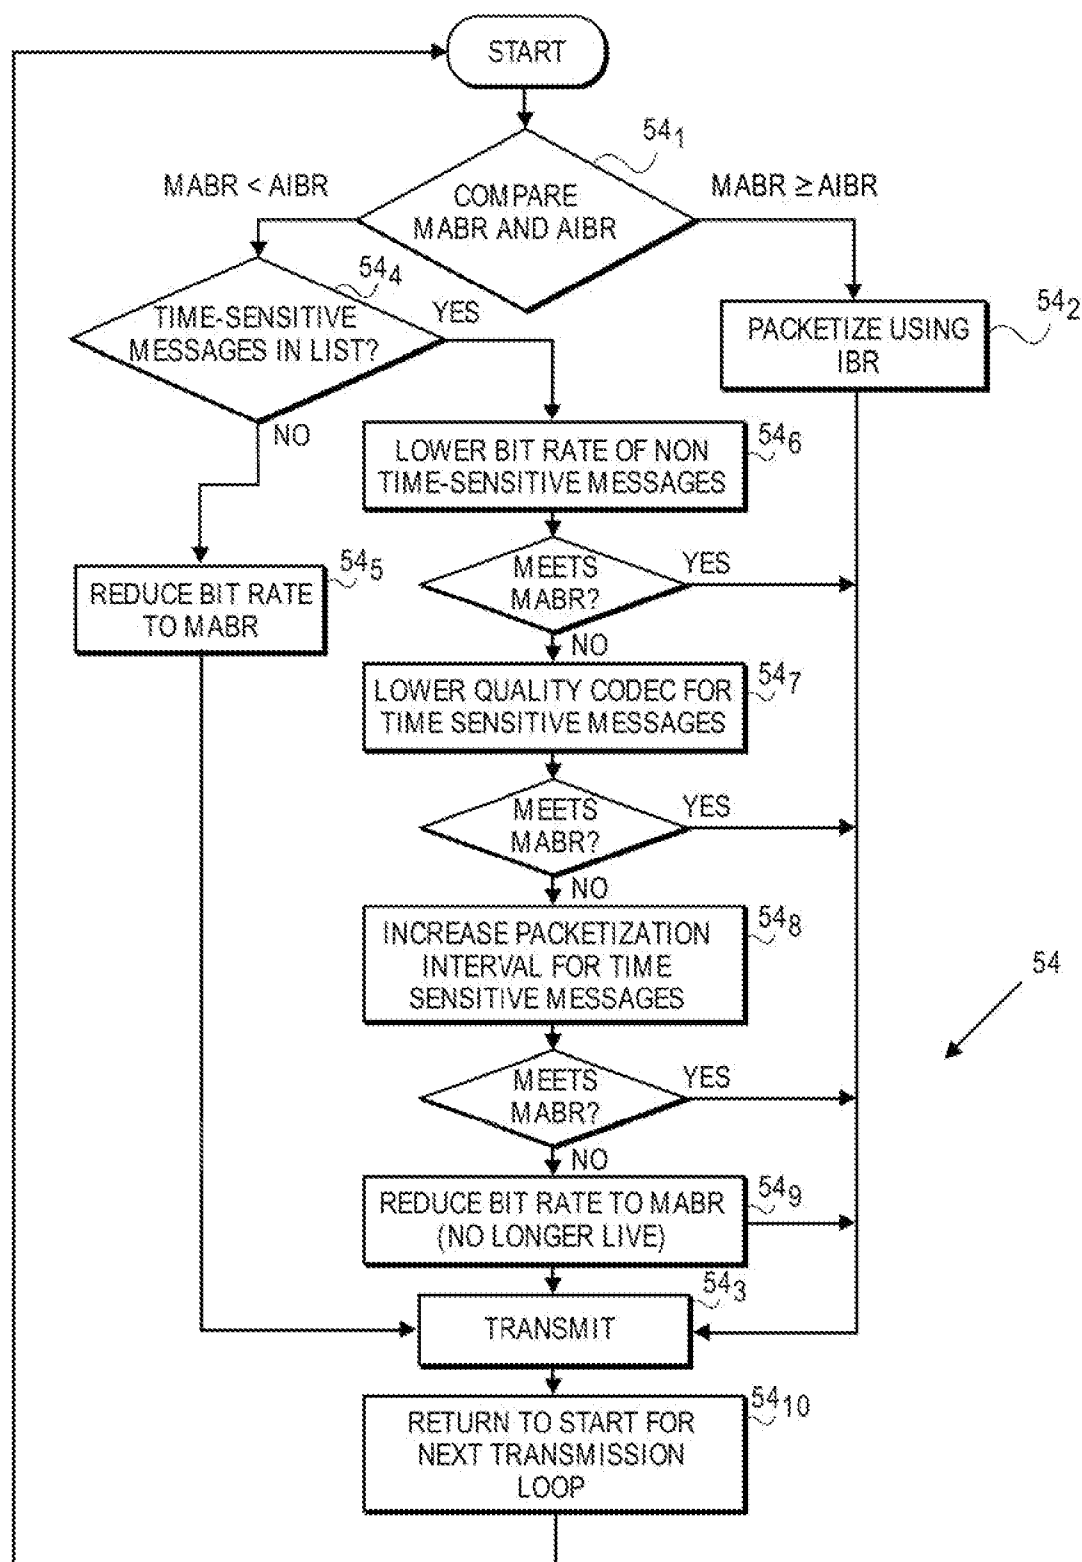 START
54₁
MABR < AIBR
MABR ≥ AIBR
COMPARE
MABR AND AIBR
54₄
YES
TIME-SENSITIVE
MESSAGES IN LIST?
54₂
PACKETIZE USING
IBR
NO
54₆
LOWER BIT RATE OF NON
TIME-SENSITIVE MESSAGES
54₅
REDUCE BIT RATE
TO MABR
MEETS
MABR?
YES
NO
54₇
LOWER QUALITY CODEC FOR
TIME SENSITIVE MESSAGES
MEETS
MABR?
YES
NO
54₈
INCREASE PACKETIZATION
INTERVAL FOR TIME
SENSITIVE MESSAGES
54
MEETS
MABR?
YES
NO
54₉
REDUCE BIT RATE TO MABR
(NO LONGER LIVE)
54₃
TRANSMIT
54₁₀
RETURN TO START FOR
NEXT TRANSMISSION
LOOP